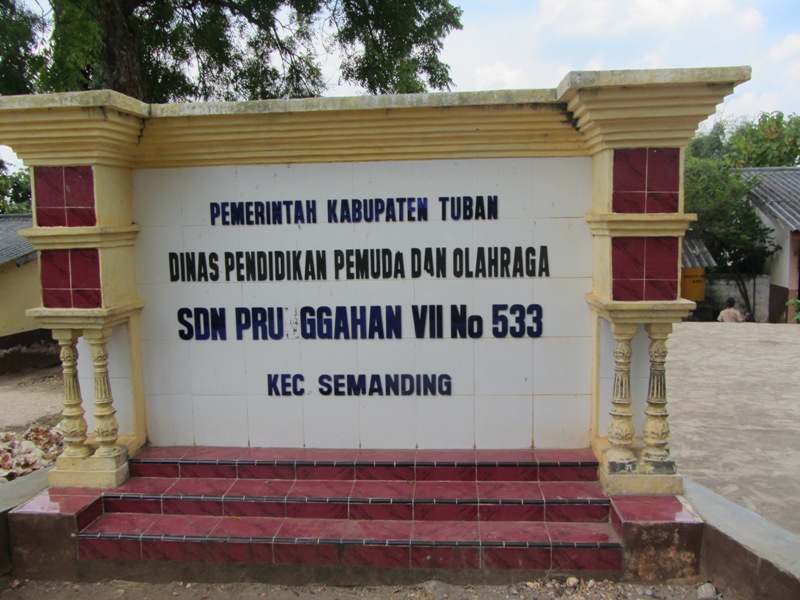 PEMERINTAH KABUPATEN TUBAN
DINAS PENDIDIKAN PEMUDA DAN OLAHRAGA
SDN PRU GGAHAN VII No 533
KEC SEMANDING